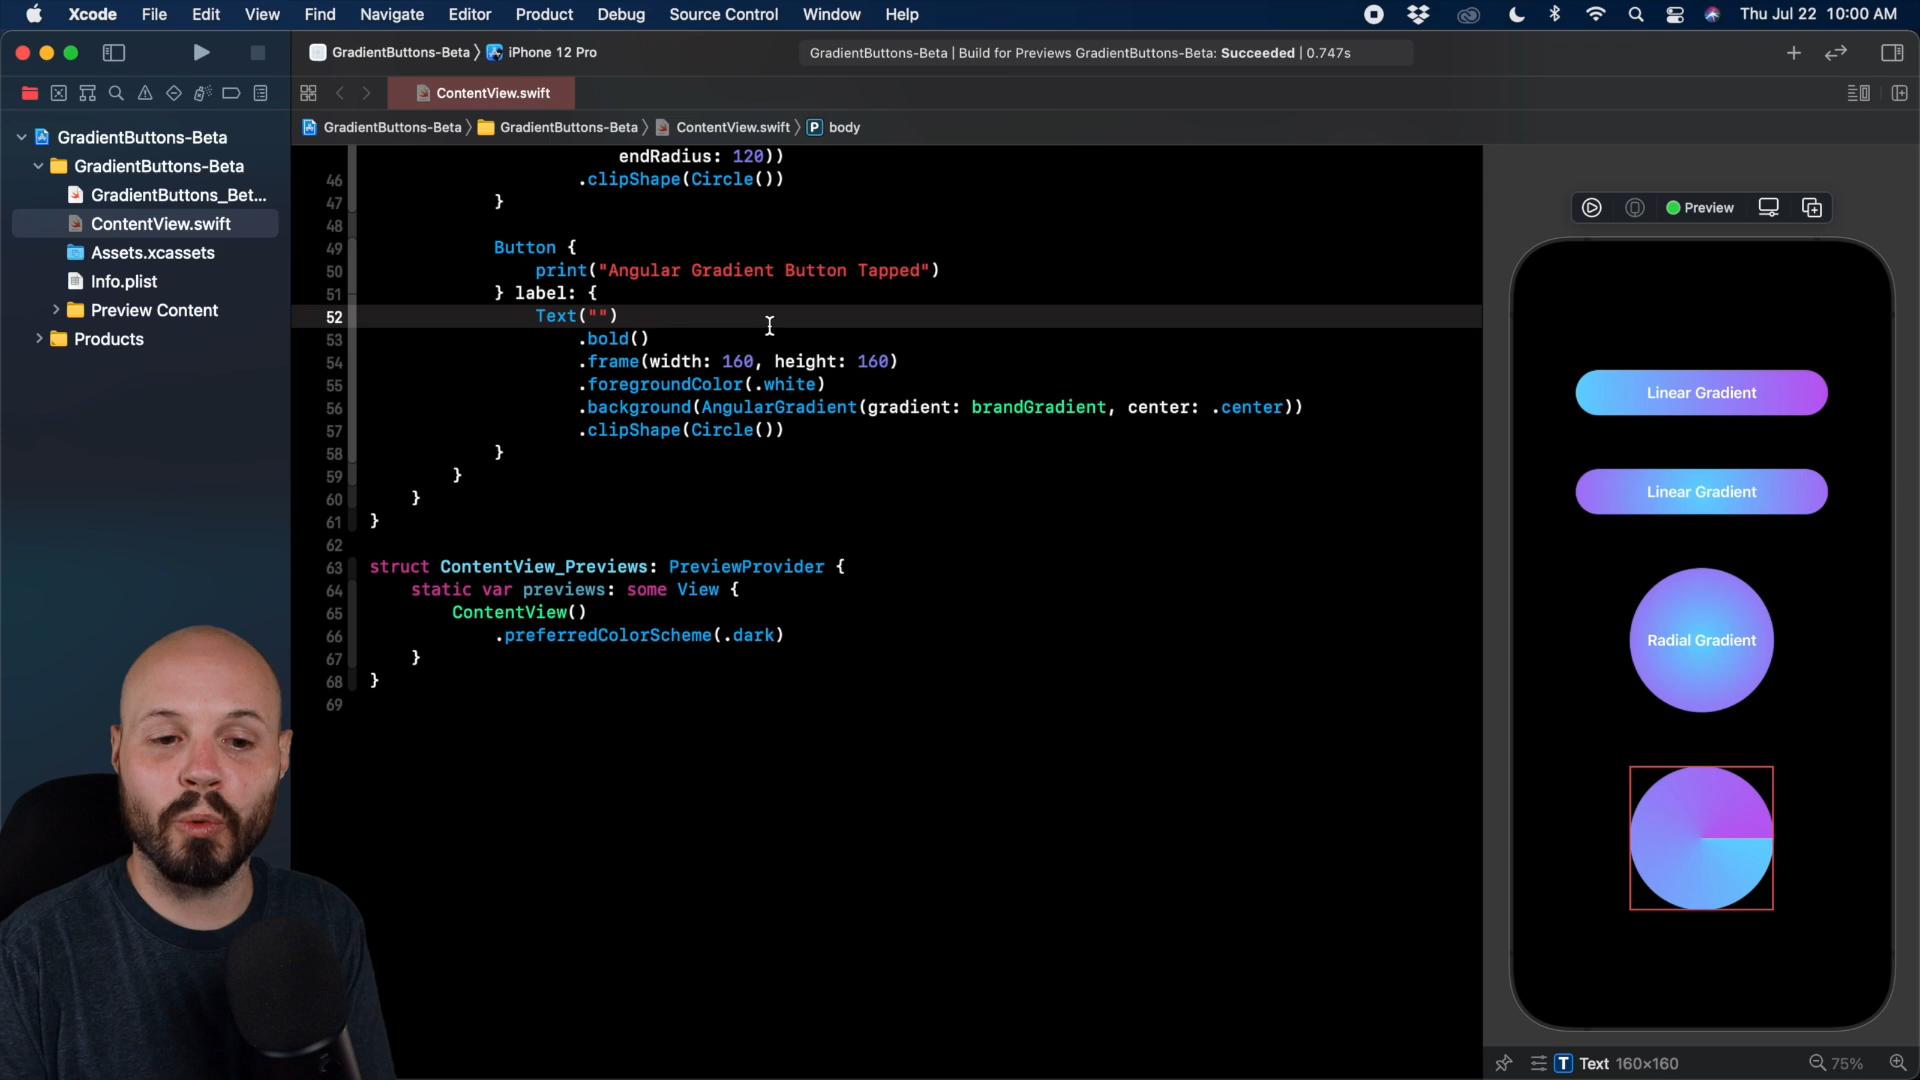 Xcode File Edit View Find Navigate Editor Product Debug Source Control Window Help Thu Jul 22 10:00 AM
GradientButtons-Beta iPhone 12 Pro GradientButtons-Beta | Build for Previews GradientButtons-Beta: Succeeded | 0.747s
ContentView.swift
GradientButtons-Beta GradientButtons-Beta ContentView.swift P body
GradientButtons-Beta
GradientButtons-Beta
GradientButtons_Bet...
ContentView.swift
Assets.xcassets
Info.plist
Preview Content
Products
endRadius: 120))
46 .clipShape(Circle())
47 }
48
49 Button {
50 print("Angular Gradient Button Tapped")
51 } label: {
52 Text("")
53 .bold()
54 .frame(width: 160, height: 160)
55 .foregroundColor(.white)
56 .background(AngularGradient(gradient: brandGradient, center: .center))
57 .clipShape(Circle())
58 }
59 }
60 }
61 }
62
63 struct ContentView_Previews: PreviewProvider {
64 static var previews: some View {
65 ContentView()
66 .preferredColorScheme(.dark)
67 }
68 }
69
Preview
Linear Gradient
Linear Gradient
Radial Gradient
T Text 160×160 75%